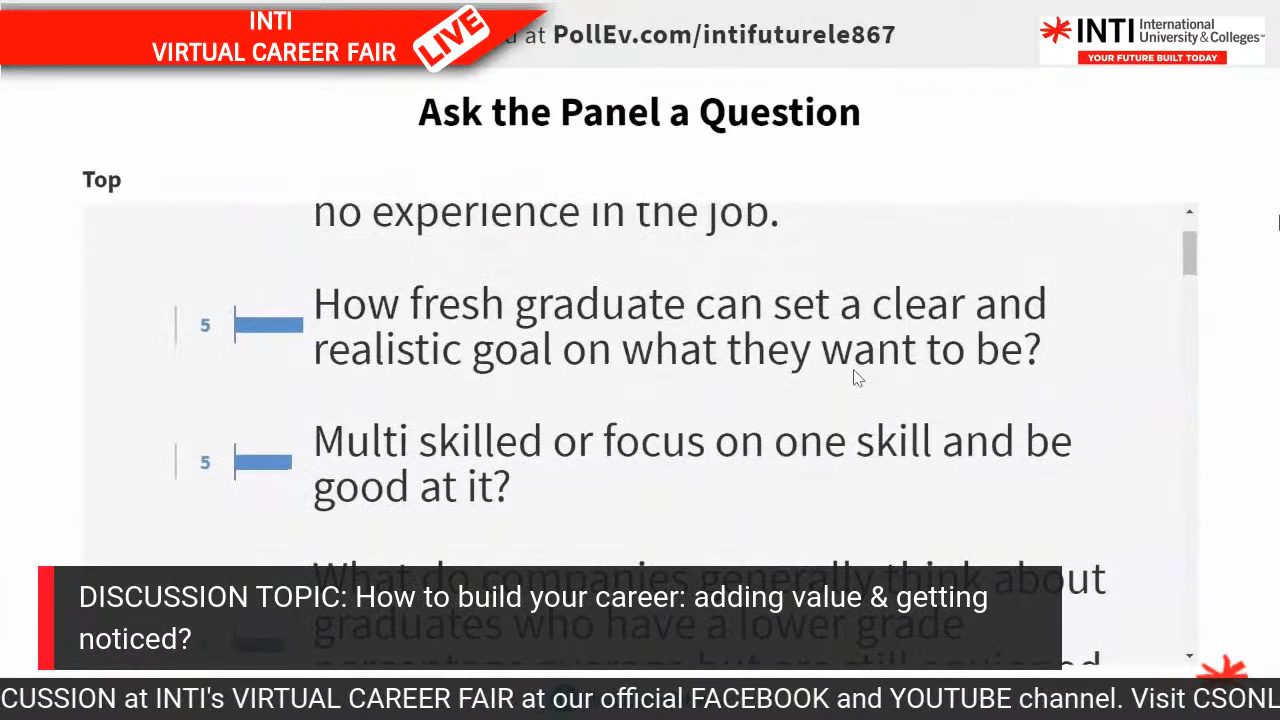 INTI
VIRTUAL CAREER FAIR
LIVE
at PollEv.com/intifuturele867
INTI International
University & Colleges
YOUR FUTURE BUILT TODAY
Ask the Panel a Question
Top
no experience in the job.
5 How fresh graduate can set a clear and
realistic goal on what they want to be?
5 Multi skilled or focus on one skill and be
good at it?
What do companies generally think about
graduates who have a lower grade
DISCUSSION TOPIC: How to build your career: adding value & getting
noticed?
CUSSION at INTI's VIRTUAL CAREER FAIR at our official FACEBOOK and YOUTUBE channel. Visit CSONL